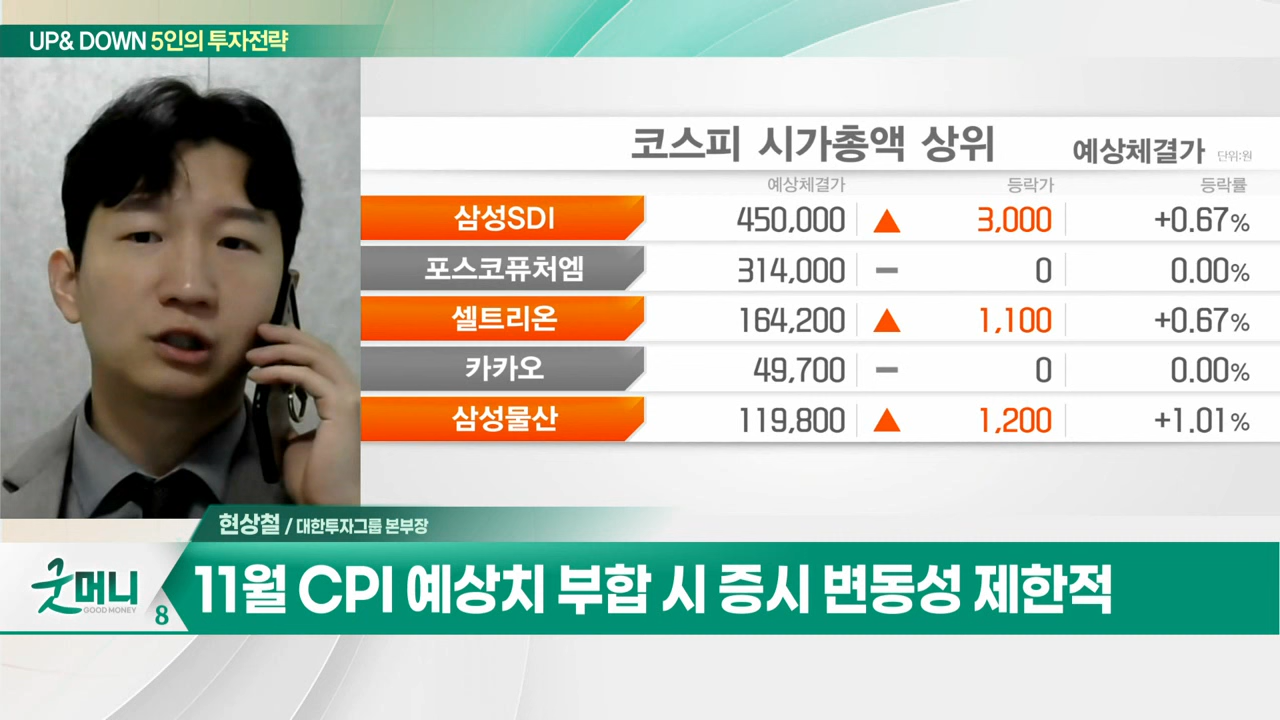 UP& DOWN 5인의 투자전략
코스피 시가총액 상위 예상체결가 단위:원
예상체결가 등락가 등락률
삼성SDI 450,000 ▲ 3,000 +0.67%
포스코퓨처엠 314,000 – 0 0.00%
셀트리온 164,200 ▲ 1,100 +0.67%
카카오 49,700 – 0 0.00%
삼성물산 119,800 ▲ 1,200 +1.01%
현상철 / 대한투자그룹 본부장
굿머니
GOOD MONEY
8
11월 CPI 예상치 부합 시 증시 변동성 제한적